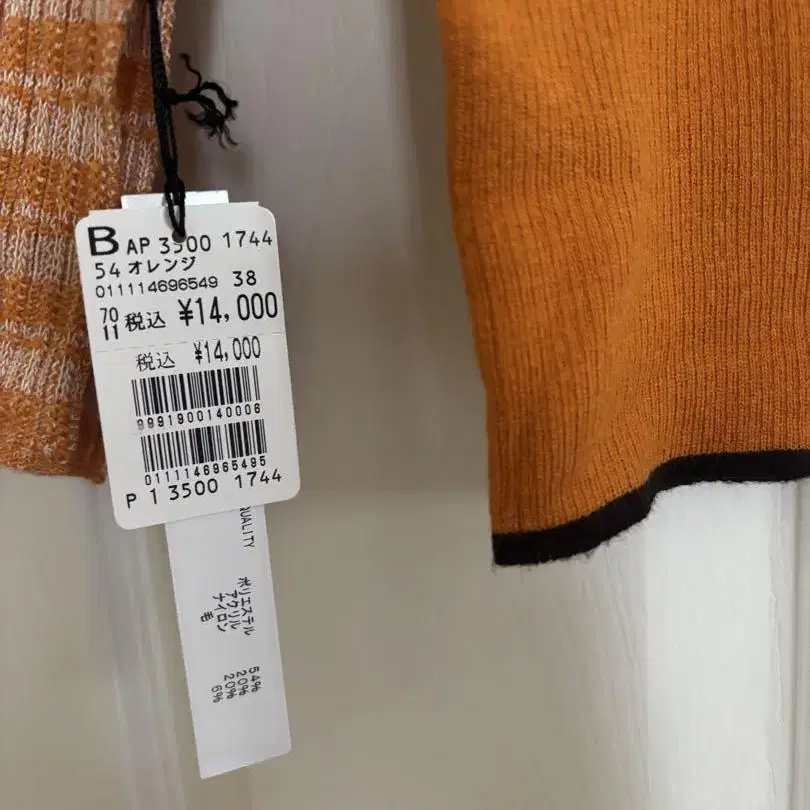 B AP 3500 1744
54 オレンジ
011114696549 38
7011 税込 ¥14,000
税込 ¥14,000
9991900140006
0111146965495
P 1 3500 1744
QUALITY
ポリエステル 54%
アクリル 20%
ナイロン 20%
毛 6%